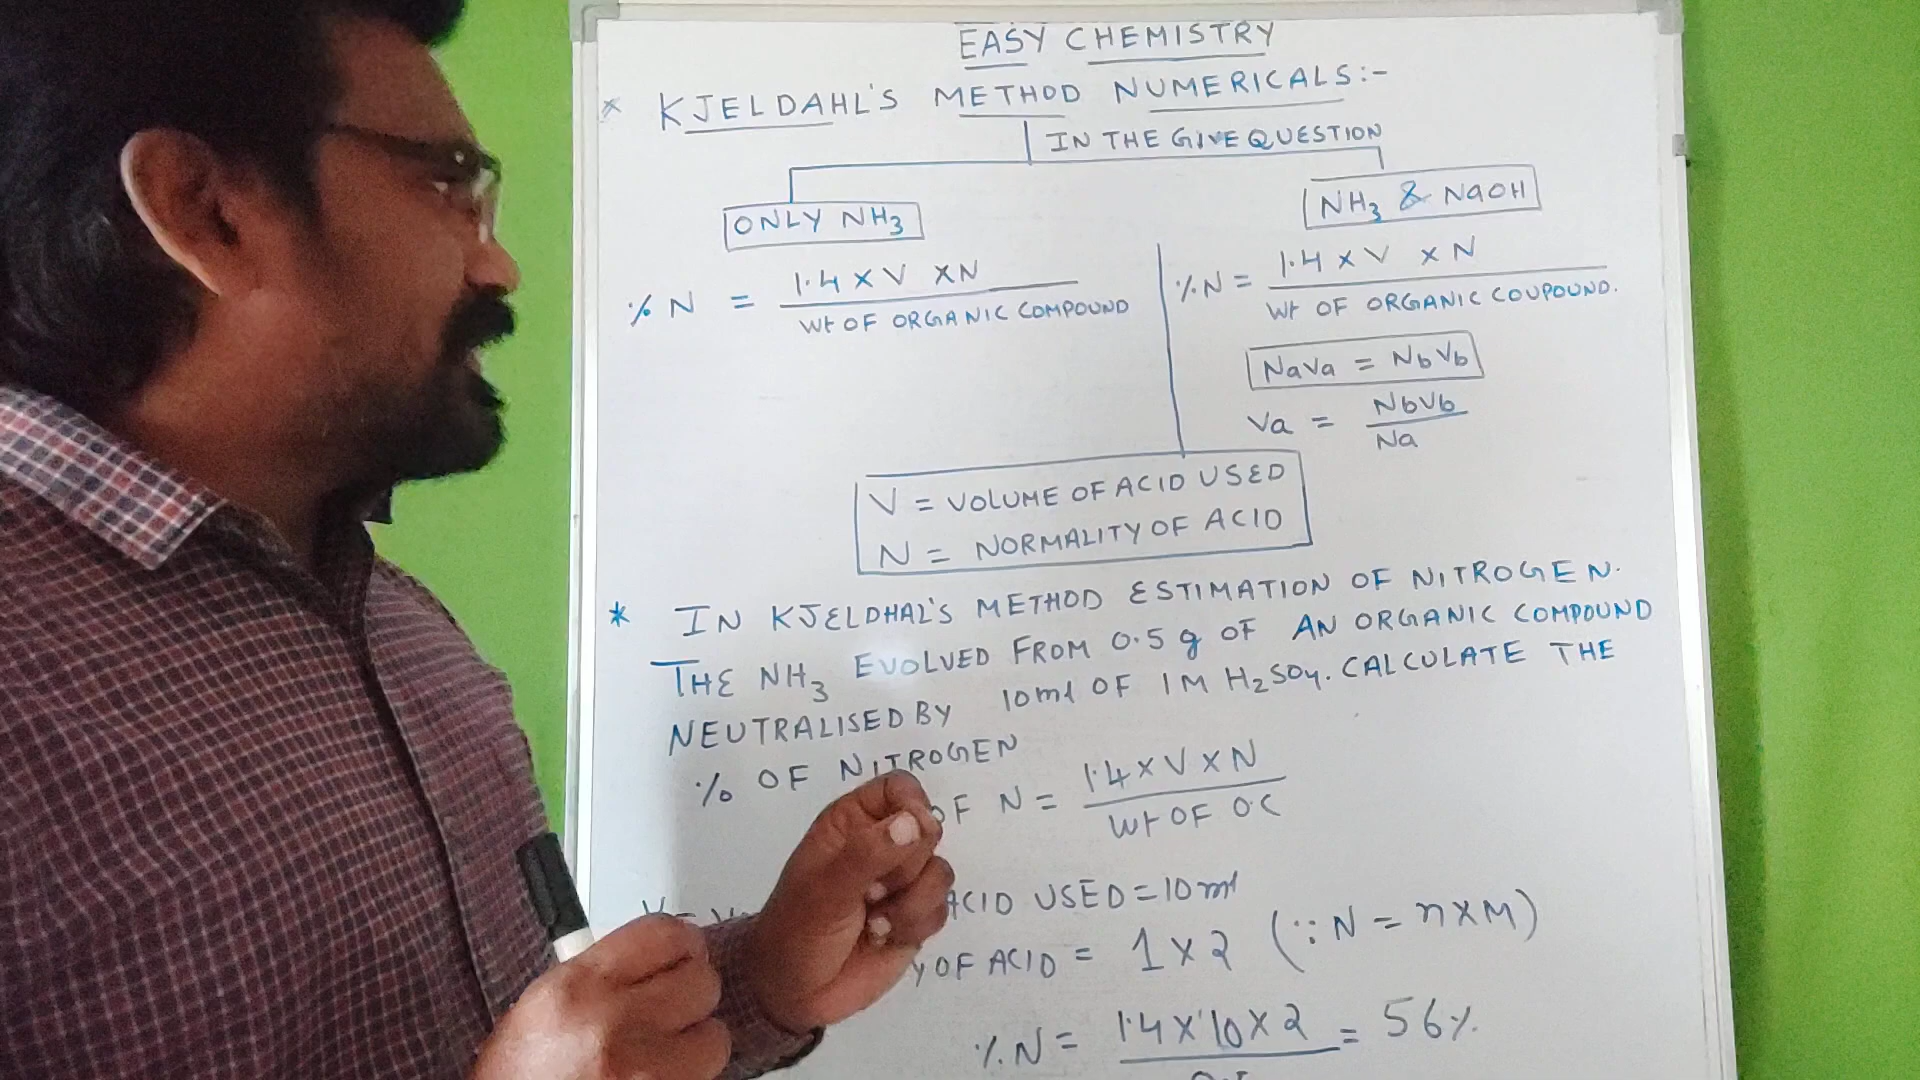 EASY CHEMISTRY
* KJELDAHL'S METHOD NUMERICALS:-
IN THE GIVE QUESTION
ONLY NH3
NH3 & NaOH
% N = 1.4 x V x N
Wt OF ORGANIC COMPOUND
% N = 1.4 x V x N
Wt OF ORGANIC COUPOUND.
NaVa = NbVb
Va = NbVb
Na
V = VOLUME OF ACID USED
N = NORMALITY OF ACID
* IN KJELDHAL'S METHOD ESTIMATION OF NITROGEN.
THE NH3 EVOLVED FROM 0.5 g OF AN ORGANIC COMPOUND
NEUTRALISED BY 10ml OF 1M H2SO4. CALCULATE THE
% OF NITROGEN
OF N = 1.4 x V x N
Wt OF O.C
ACID USED = 10 ml
Y OF ACID = 1 x 2 (∵ N = n x M)
% N = 1.4 x 10 x 2 = 56 %